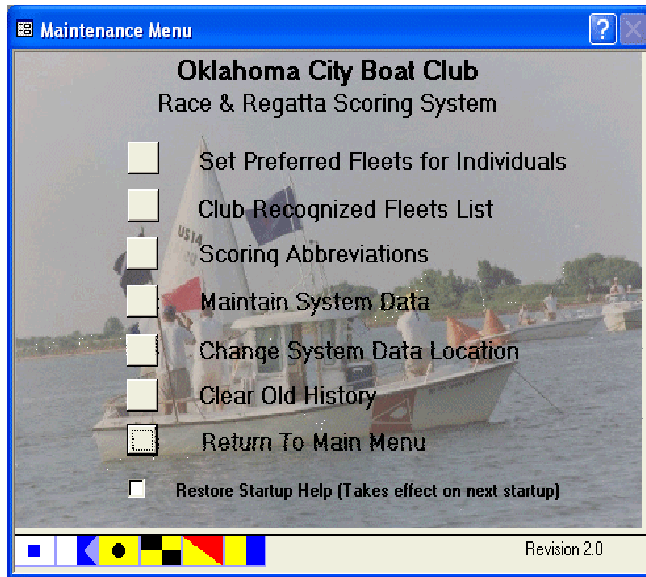 Maintenance Menu
?
Oklahoma City Boat Club
Race & Regatta Scoring System
Set Preferred Fleets for Individuals
Club Recognized Fleets List
Scoring Abbreviations
Maintain System Data
Change System Data Location
Clear Old History
Return To Main Menu
Restore Startup Help (Takes effect on next startup)
Revision 2.0
US14